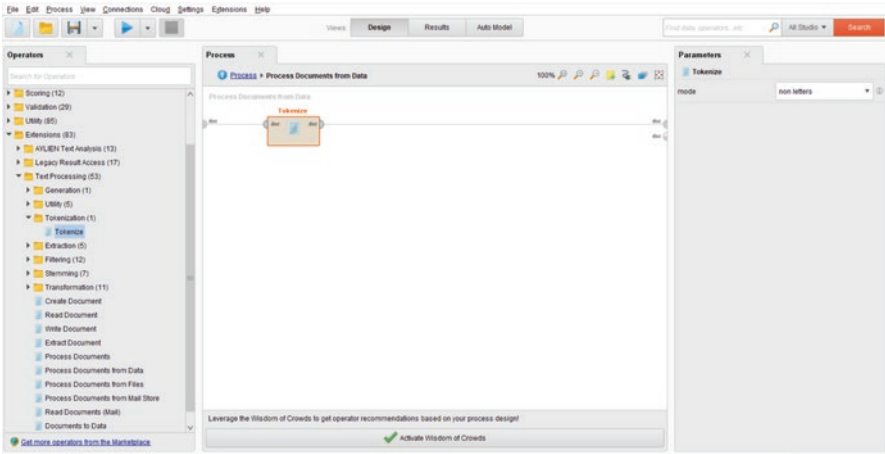 File Edit Process View Connections Cloud Settings Extensions Help
Views: Design Results Auto Model
Find data, operators...etc All Studio Search
Operators
Search for Operators
Scoring (12)
Validation (29)
Utility (85)
Extensions (83)
AYLIEN Text Analysis (13)
Legacy Result Access (17)
Text Processing (53)
Generation (1)
Utility (5)
Tokenization (1)
Tokenize
Extraction (5)
Filtering (12)
Stemming (7)
Transformation (11)
Create Document
Read Document
Write Document
Extract Document
Process Documents
Process Documents from Data
Process Documents from Files
Process Documents from Mail Store
Read Documents (Mail)
Documents to Data
Get more operators from the Marketplace
Process
Process Process Documents from Data
100%
Process Documents from Data
Tokenize
doc doc doc doc
doc
Leverage the Wisdom of Crowds to get operator recommendations based on your process design!
Activate Wisdom of Crowds
Parameters
Tokenize
mode non letters